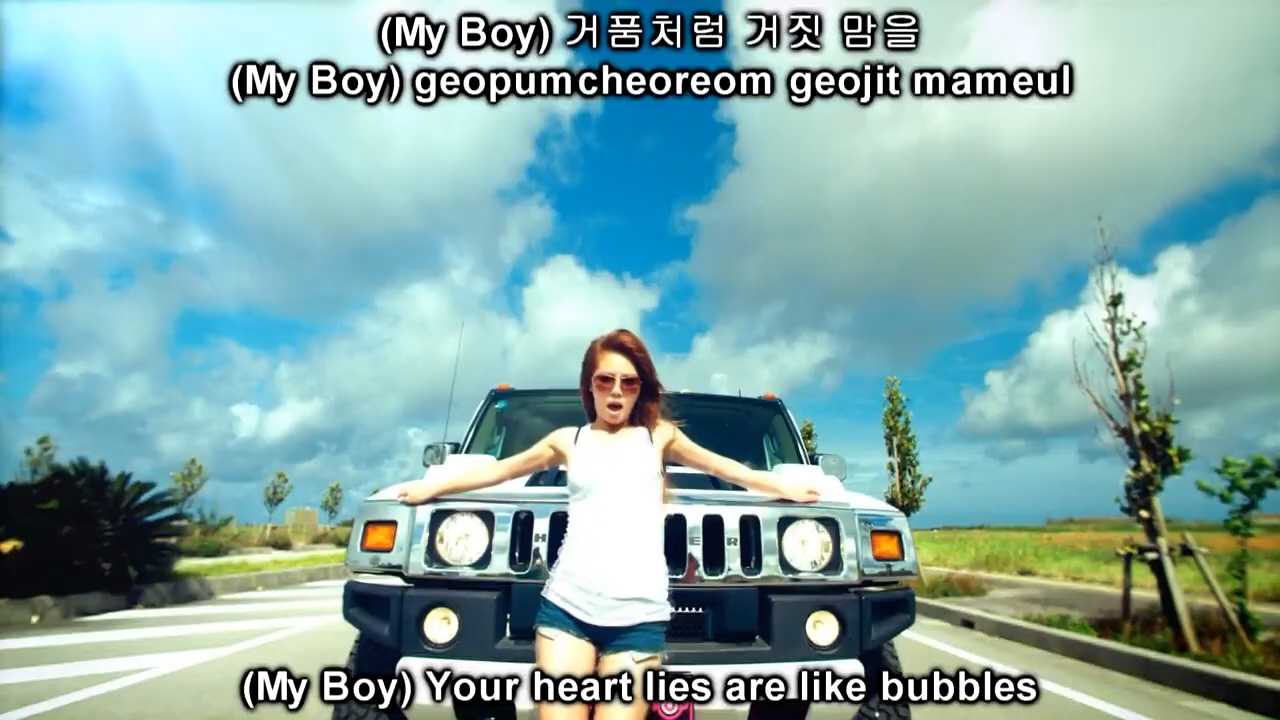 (My Boy) 거품처럼 거짓 맘을
(My Boy) geopumcheoreom geojit mameul
H ER
(My Boy) Your heart lies are like bubbles